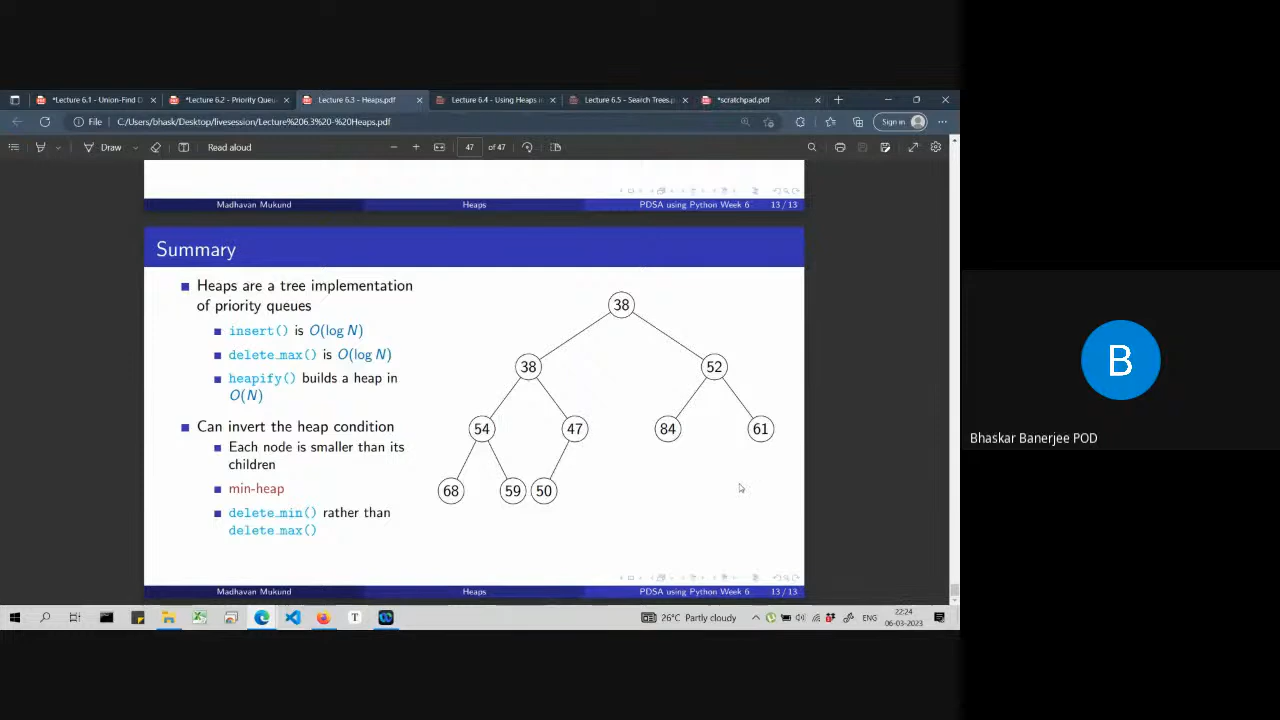 *Lecture 6.1 - Union-Find D
*Lecture 6.2 - Priority Queu
Lecture 6.3 - Heaps.pdf
Lecture 6.4 - Using Heaps in
Lecture 6.5 - Search Trees.p
*scratchpad.pdf
File
C:/Users/bhask/Desktop/livesession/Lecture%206.3%20-%20Heaps.pdf
Sign in
Draw
Read aloud
47 of 47
Madhavan Mukund Heaps PDSA using Python Week 6 13 / 13
Summary
Heaps are a tree implementation
of priority queues
insert() is O(log N)
delete_max() is O(log N)
heapify() builds a heap in
O(N)
Can invert the heap condition
Each node is smaller than its
children
min-heap
delete_min() rather than
delete_max()
38
38 52
54 47 84 61
68 59 50
Madhavan Mukund Heaps PDSA using Python Week 6 13 / 13
B
Bhaskar Banerjee POD
T
26°C Partly cloudy
ENG
22:24
06-03-2023